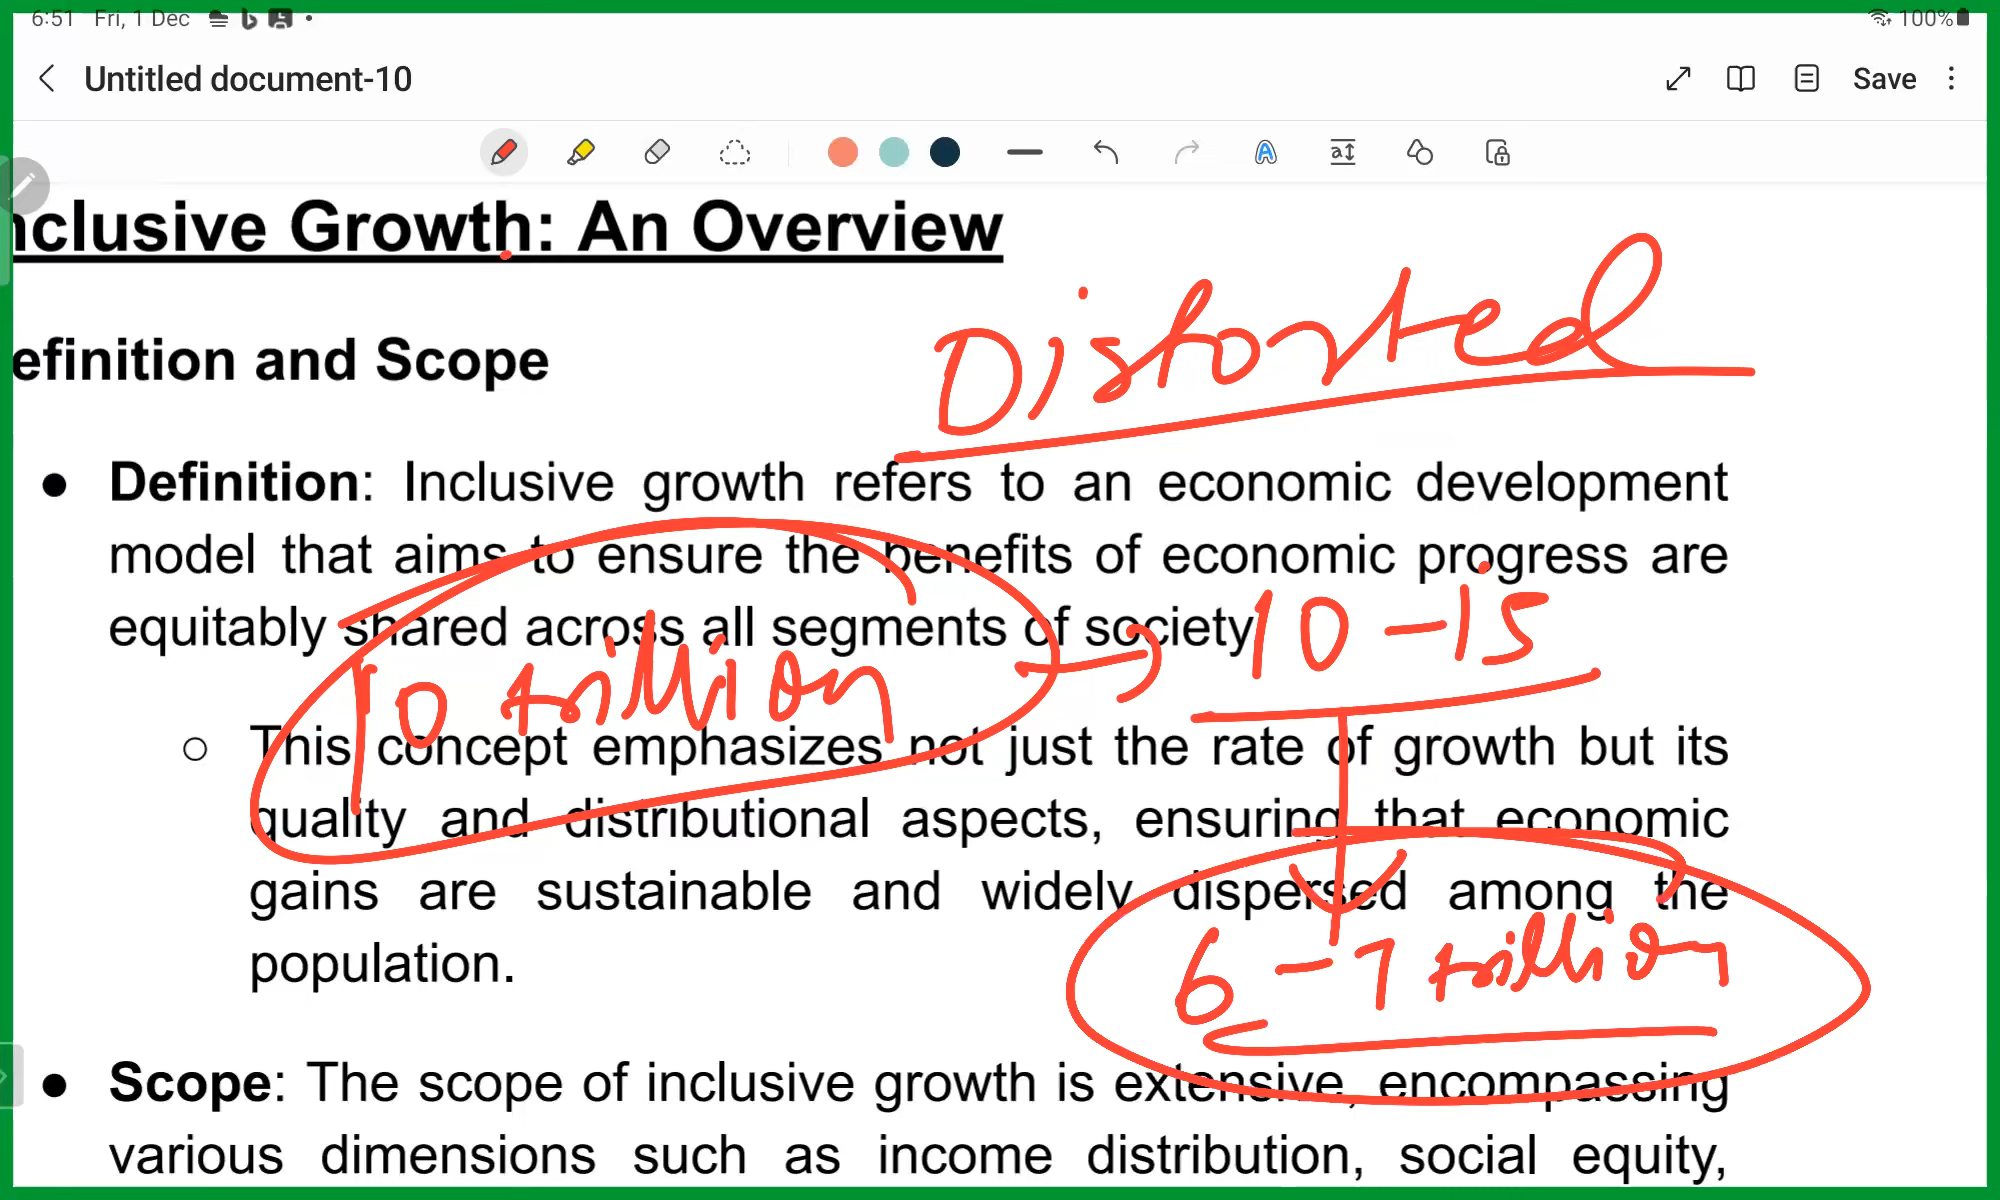 6:51 Fri, 1 Dec 100%
Untitled document-10 Save
nclusive Growth: An Overview
Distorted
efinition and Scope
● Definition: Inclusive growth refers to an economic development
model that aims to ensure the benefits of economic progress are
equitably shared across all segments of society
10 - 15
10 trillion
○ This concept emphasizes not just the rate of growth but its
quality and distributional aspects, ensuring that economic
gains are sustainable and widely dispersed among the
population.
6 - 7 trillion
● Scope: The scope of inclusive growth is extensive, encompassing
various dimensions such as income distribution, social equity,